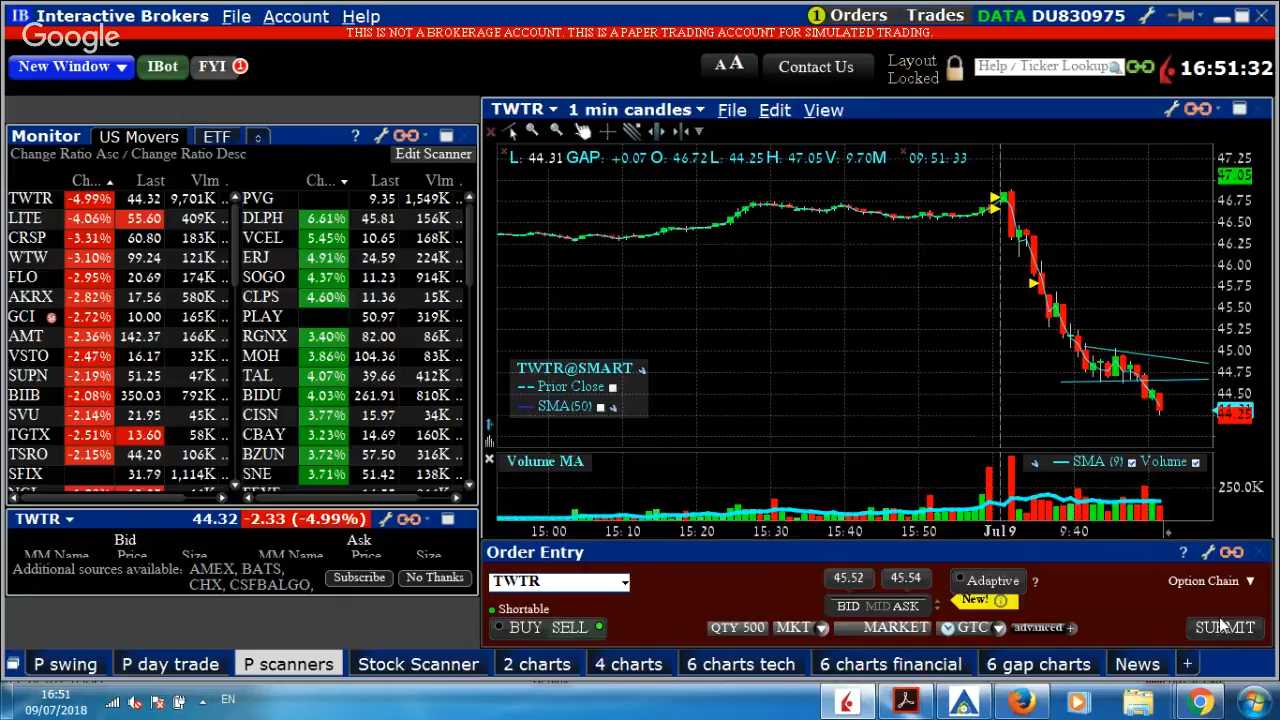 IB Interactive Brokers File Account Help 1 Orders Trades DATA DU830975
THIS IS NOT A BROKERAGE ACCOUNT. THIS IS A PAPER TRADING ACCOUNT FOR SIMULATED TRADING.
Google
New Window IBot FYI 1 A A Contact Us Layout Locked Help / Ticker Lookup 16:51:32
Monitor US Movers ETF ?
Change Ratio Asc / Change Ratio Desc Edit Scanner
Ch... Last Vlm Ch... Last Vlm
TWTR -4.99% 44.32 9,701K .. PVG 9.35 1,549K ..
LITE -4.06% 55.60 409K .. DLPH 6.61% 45.81 156K ..
CRSP -3.31% 60.80 183K .. VCEL 5.45% 10.65 168K ..
WTW -3.10% 99.24 121K .. ERJ 4.91% 24.59 224K ..
FLO -2.95% 20.69 174K .. SOGO 4.37% 11.23 914K ..
AKRX -2.82% 17.56 580K .. CLPS 4.60% 11.36 15K ..
GCI -2.72% 10.00 165K .. PLAY 50.97 319K ..
AMT -2.36% 142.37 166K .. RGNX 3.40% 82.00 86K ..
VSTO -2.47% 16.17 32K .. MOH 3.86% 104.36 83K ..
SUPN -2.19% 51.25 47K .. TAL 4.07% 39.66 412K ..
BIIB -2.08% 350.03 792K .. BIDU 4.03% 261.91 810K ..
SVU -2.14% 21.95 45K .. CISN 3.77% 15.97 34K ..
TGTX -2.51% 13.60 58K .. CBAY 3.23% 14.69 160K ..
TSRO -2.15% 44.20 106K .. BZUN 3.72% 57.50 316K ..
SFIX 31.79 1,114K .. SNE 3.71% 51.42 138K ..
TWTR 44.32 -2.33 (-4.99%)
Bid Ask
MM Name Price Size MM Name Price Size
Additional sources available: AMEX, BATS, CHX, CSFBALGO, Subscribe No Thanks
TWTR 1 min candles File Edit View
L: 44.31 GAP: +0.07 O: 46.72 L: 44.25 H: 47.05 V: 9.70M 09:51:33
47.25
47.05
46.75
46.50
46.25
46.00
45.75
45.50
45.25
45.00
44.75
44.50
44.25
TWTR@SMART
Prior Close
SMA(50)
Volume MA SMA (9) Volume
250.0K
15:00 15:10 15:20 15:30 15:40 15:50 Jul9 9:40
Order Entry ?
TWTR 45.52 45.54 Adaptive ? Option Chain
New!
Shortable BID MID ASK
BUY SELL QTY 500 MKT MARKET GTC advanced + SUBMIT
P swing P day trade P scanners Stock Scanner 2 charts 4 charts 6 charts tech 6 charts financial 6 gap charts News +
16:51 EN
09/07/2018